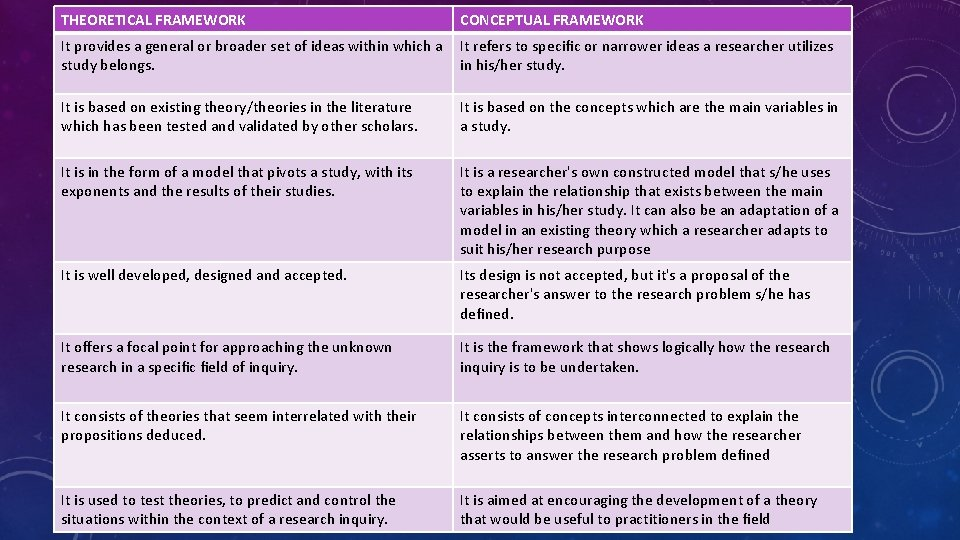 THEORETICAL FRAMEWORK
CONCEPTUAL FRAMEWORK
It provides a general or broader set of ideas within which a
study belongs.
It refers to specific or narrower ideas a researcher utilizes
in his/her study.
It is based on existing theory/theories in the literature
which has been tested and validated by other scholars.
It is based on the concepts which are the main variables in
a study.
It is in the form of a model that pivots a study, with its
exponents and the results of their studies.
It is a researcher's own constructed model that s/he uses
to explain the relationship that exists between the main
variables in his/her study. It can also be an adaptation of a
model in an existing theory which a researcher adapts to
suit his/her research purpose
It is well developed, designed and accepted.
Its design is not accepted, but it's a proposal of the
researcher's answer to the research problem s/he has
defined.
It offers a focal point for approaching the unknown
research in a specific field of inquiry.
It is the framework that shows logically how the research
inquiry is to be undertaken.
It consists of theories that seem interrelated with their
propositions deduced.
It consists of concepts interconnected to explain the
relationships between them and how the researcher
asserts to answer the research problem defined
It is used to test theories, to predict and control the
situations within the context of a research inquiry.
It is aimed at encouraging the development of a theory
that would be useful to practitioners in the field